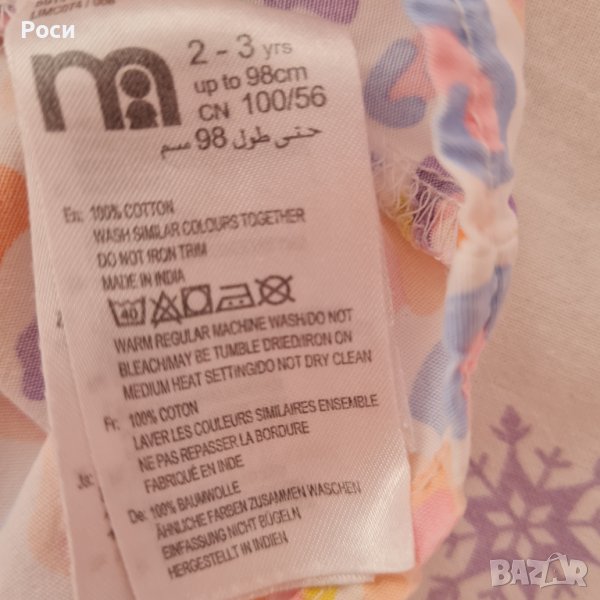 Роси
2 - 3 yrs
up to 98cm
CN 100/56
حتى طول 98 سم
En: 100% COTTON
WASH SIMILAR COLOURS TOGETHER
DO NOT IRON TRIM
MADE IN INDIA
40
WARM REGULAR MACHINE WASH/DO NOT
BLEACH/MAY BE TUMBLE DRIED/IRON ON
MEDIUM HEAT SETTING/DO NOT DRY CLEAN
Fr: 100% COTON
LAVER LES COULEURS SIMILAIRES ENSEMBLE
NE PAS REPASSER LA BORDURE
FABRIQUÉ EN INDE
De: 100% BAUMWOLLE
ÄHNLICHE FARBEN ZUSAMMEN WASCHEN
EINFASSUNG NICHT BÜGELN
HERGESTELLT IN INDIEN
BAZAR